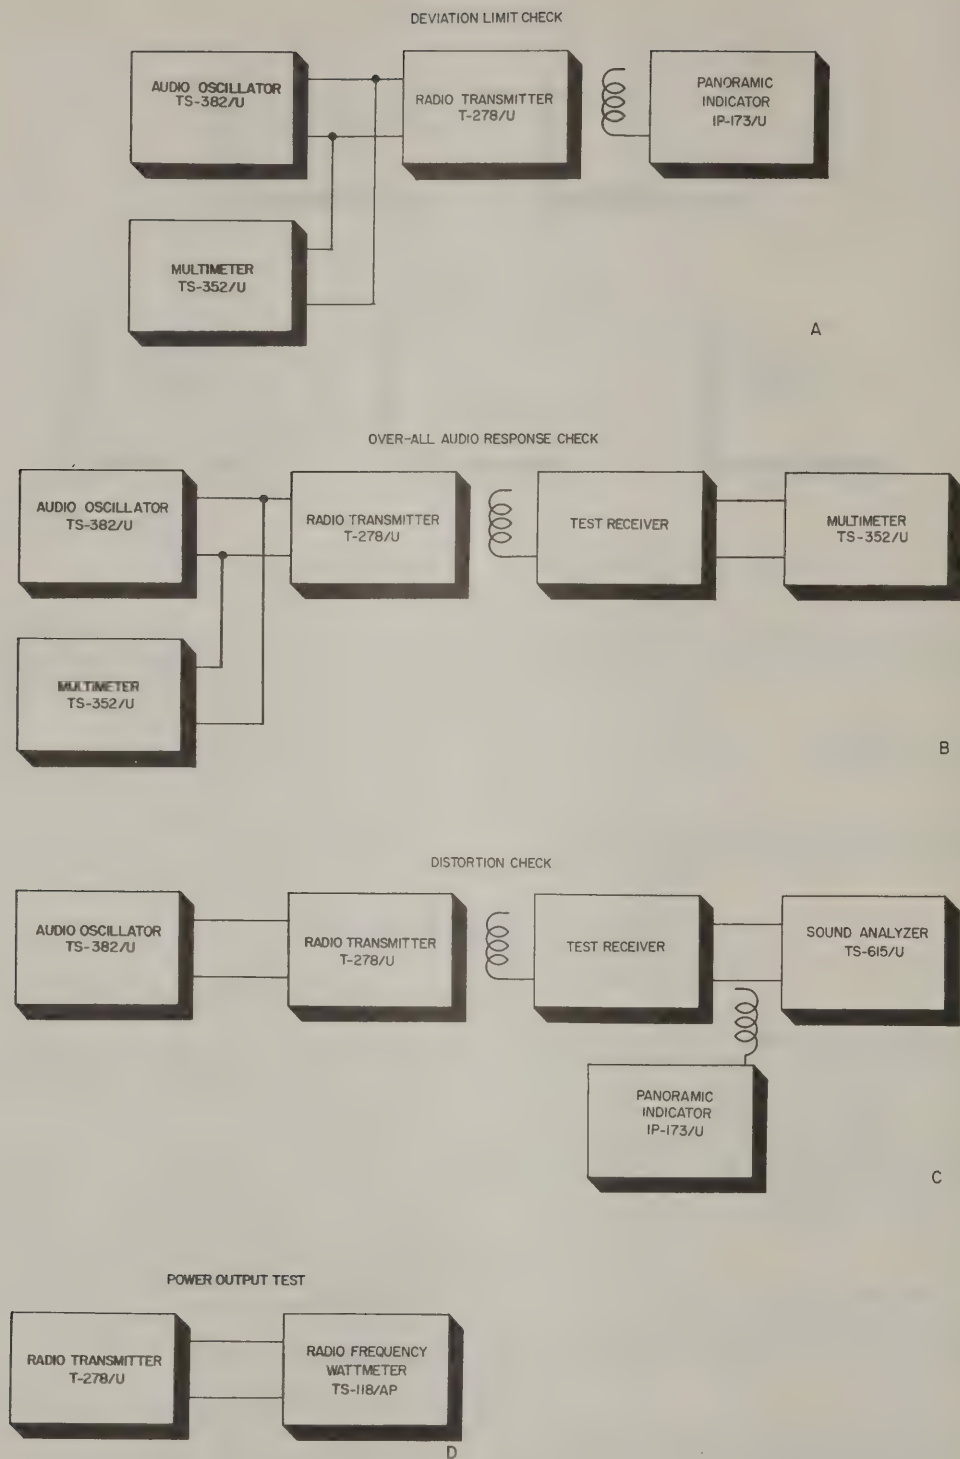 DEVIATION LIMIT CHECK
AUDIO OSCILLATOR
TS-382/U
RADIO TRANSMITTER
T-278/U
PANORAMIC
INDICATOR
IP-173/U
MULTIMETER
TS-352/U
A
OVER-ALL AUDIO RESPONSE CHECK
AUDIO OSCILLATOR
TS-382/U
RADIO TRANSMITTER
T-278/U
TEST RECEIVER
MULTIMETER
TS-352/U
MULTIMETER
TS-352/U
B
DISTORTION CHECK
AUDIO OSCILLATOR
TS-382/U
RADIO TRANSMITTER
T-278/U
TEST RECEIVER
SOUND ANALYZER
TS-615/U
PANORAMIC
INDICATOR
IP-173/U
C
POWER OUTPUT TEST
RADIO TRANSMITTER
T-278/U
RADIO FREQUENCY
WATTMETER
TS-118/AP
D